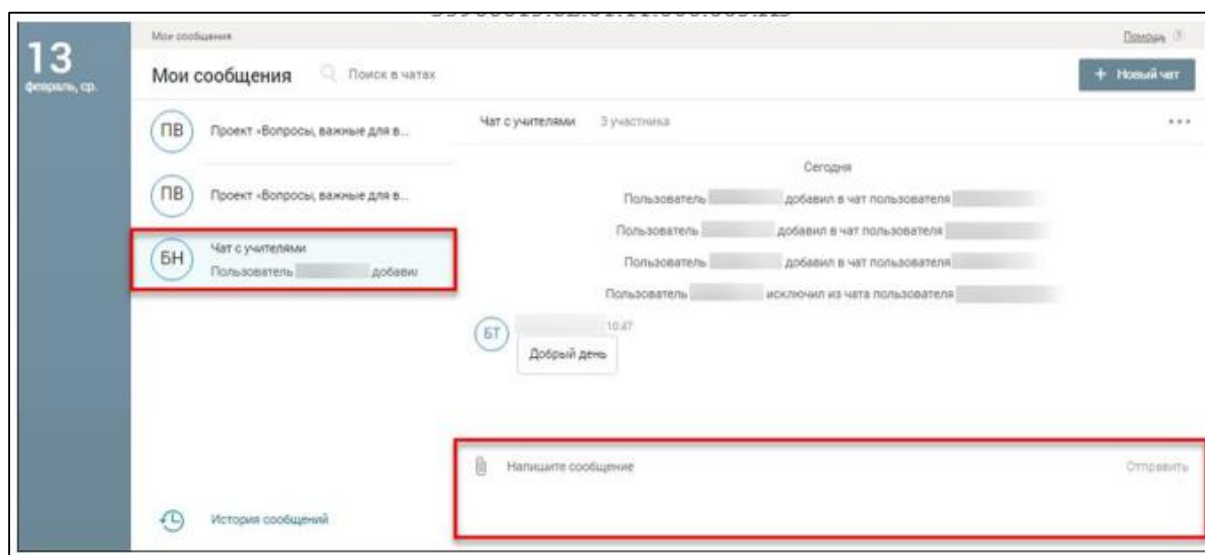 Мои сообщения
Помощь
13
февраль, ср.
Мои сообщения
Поиск в чатах
+ Новый чат
ПВ
Проект «Вопросы, важные для в...
ПВ
Проект «Вопросы, важные для в...
БН
Чат с учителями
Пользователь добавил
Чат с учителями 3 участника
Сегодня
Пользователь добавил в чат пользователя
Пользователь добавил в чат пользователя
Пользователь добавил в чат пользователя
Пользователь исключил из чата пользователя
БТ
10:47
Добрый день
Напишите сообщение
Отправить
История сообщений